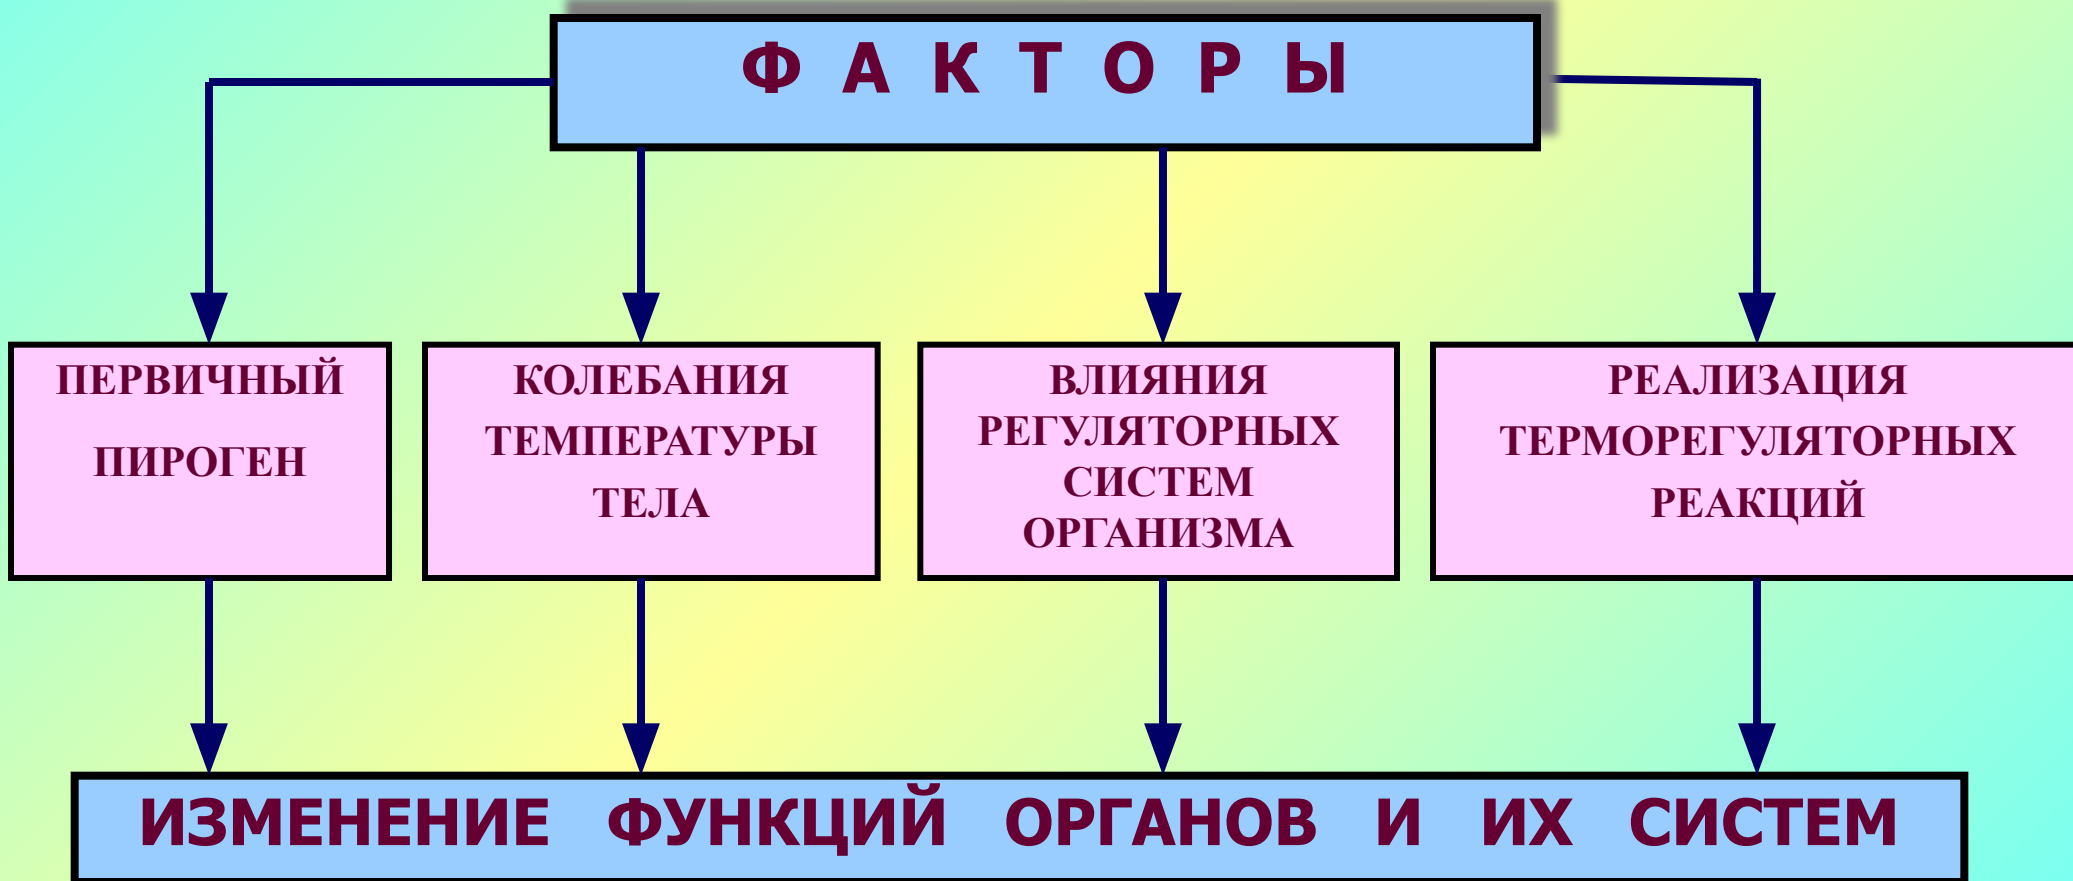 Ф А К Т О Р Ы
ПЕРВИЧНЫЙ
ПИРОГЕН
КОЛЕБАНИЯ
ТЕМПЕРАТУРЫ
ТЕЛА
ВЛИЯНИЯ
РЕГУЛЯТОРНЫХ
СИСТЕМ
ОРГАНИЗМА
РЕАЛИЗАЦИЯ
ТЕРМОРЕГУЛЯТОРНЫХ
РЕАКЦИЙ
ИЗМЕНЕНИЕ ФУНКЦИЙ ОРГАНОВ И ИХ СИСТЕМ